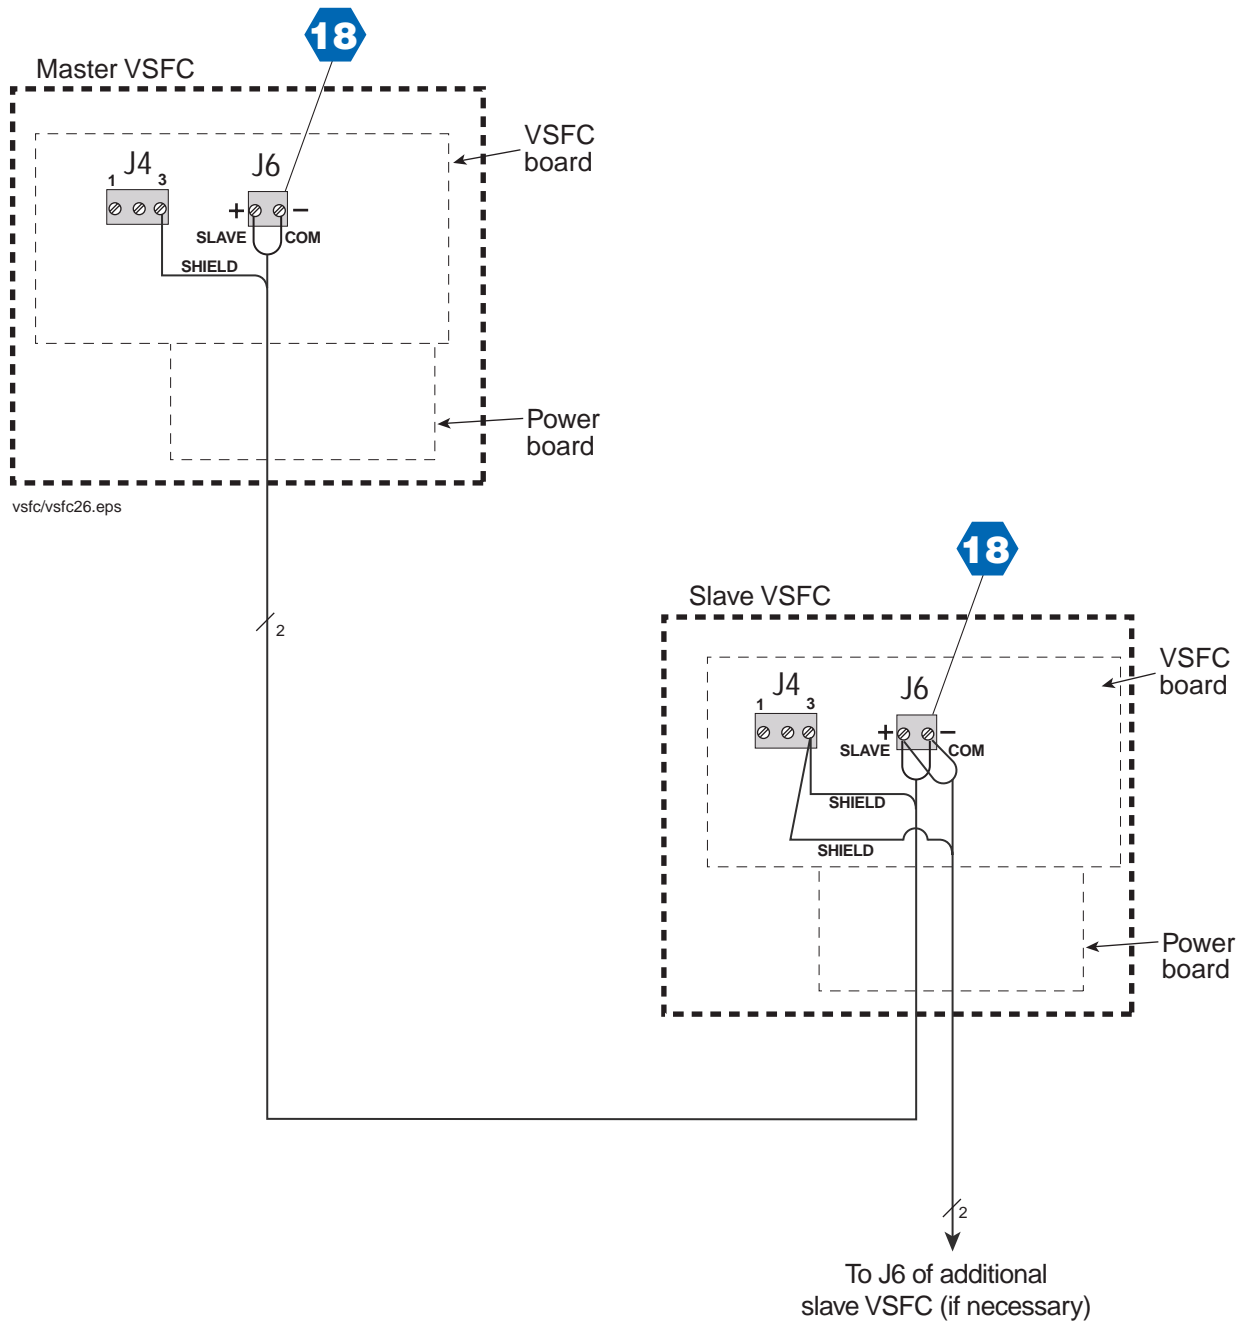 18
Master VSFC
VSFC
board
J4
J6
1
3
+
−
SLAVE
COM
SHIELD
Power
board
vsfc/vsfc26.eps
2
18
Slave VSFC
VSFC
board
J4
J6
1
3
+
−
SLAVE
COM
SHIELD
SHIELD
Power
board
2
To J6 of additional
slave VSFC (if necessary)